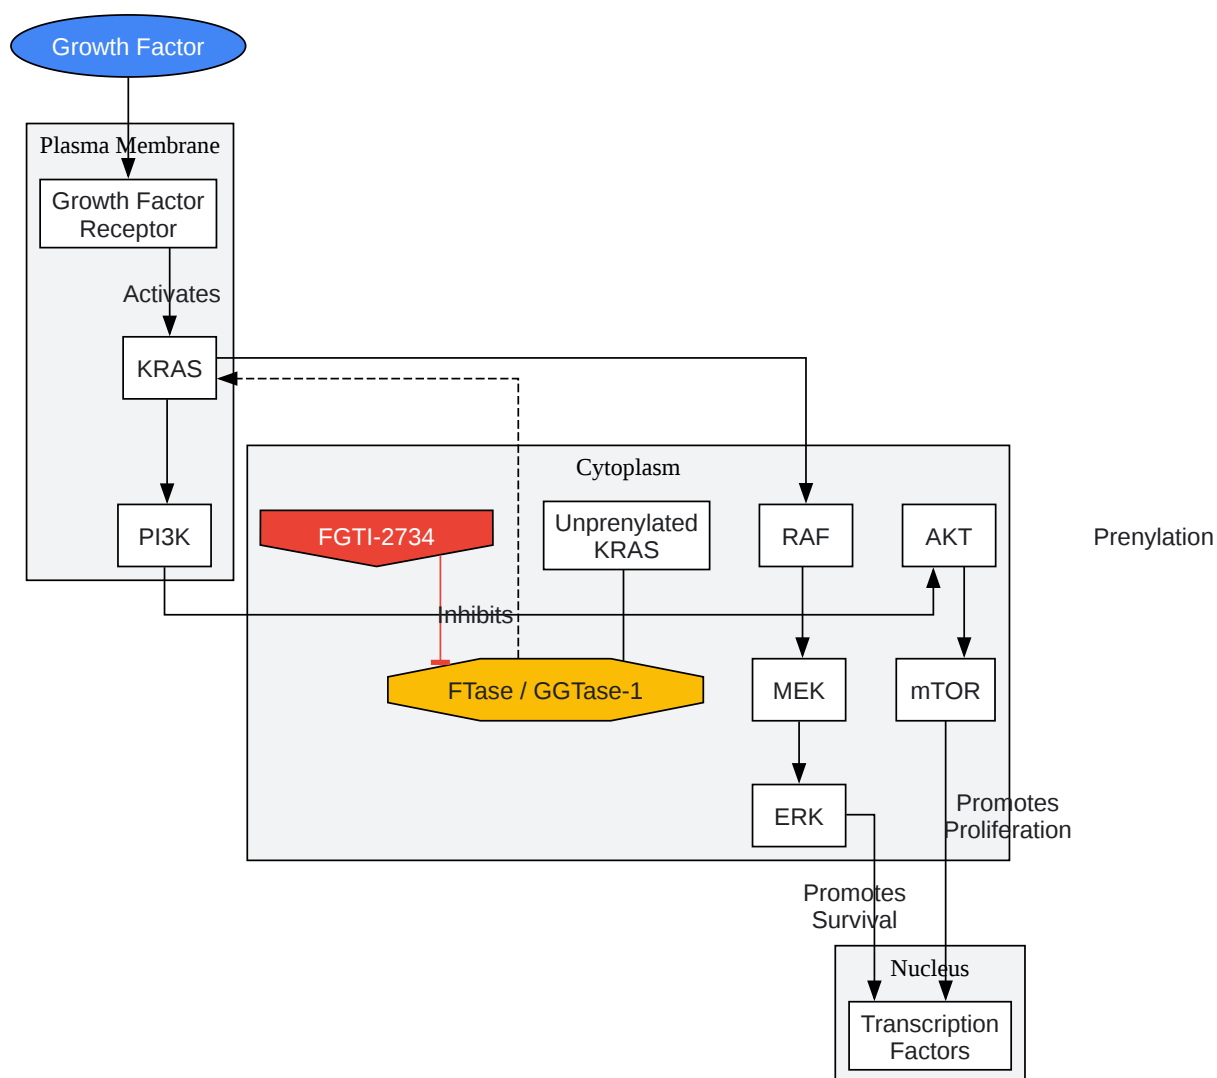 Growth Factor
Plasma Membrane
Growth Factor
Receptor
Activates
KRAS
Cytoplasm
PI3K
FGTI-2734
Unprenylated
KRAS
RAF
AKT
Prenylation
Inhibits
FTase / GGTase-1
MEK
mTOR
ERK
Promotes
Proliferation
Promotes
Survival
Nucleus
Transcription
Factors